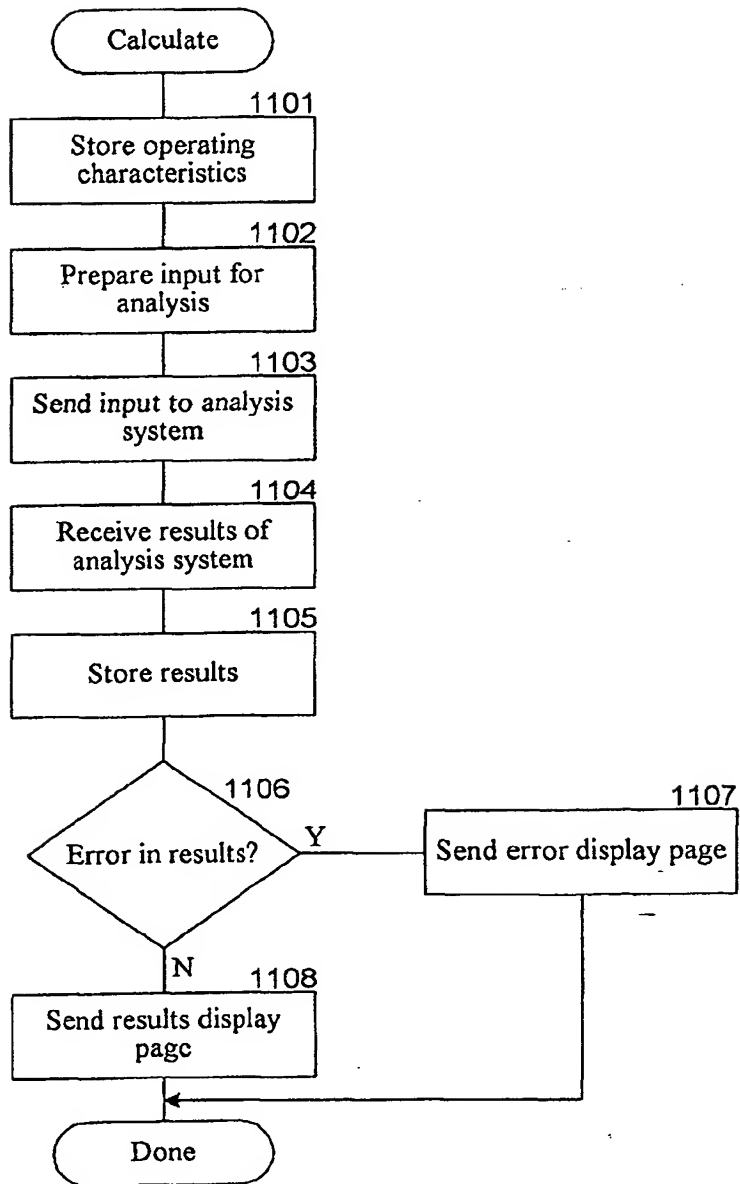 Calculate
1101
Store operating
characteristics
1102
Prepare input for
analysis
1103
Send input to analysis
system
1104
Receive results of
analysis system
1105
Store results
1106
Error in results?
Y
1107
Send error display page
N
1108
Send results display
page
Done